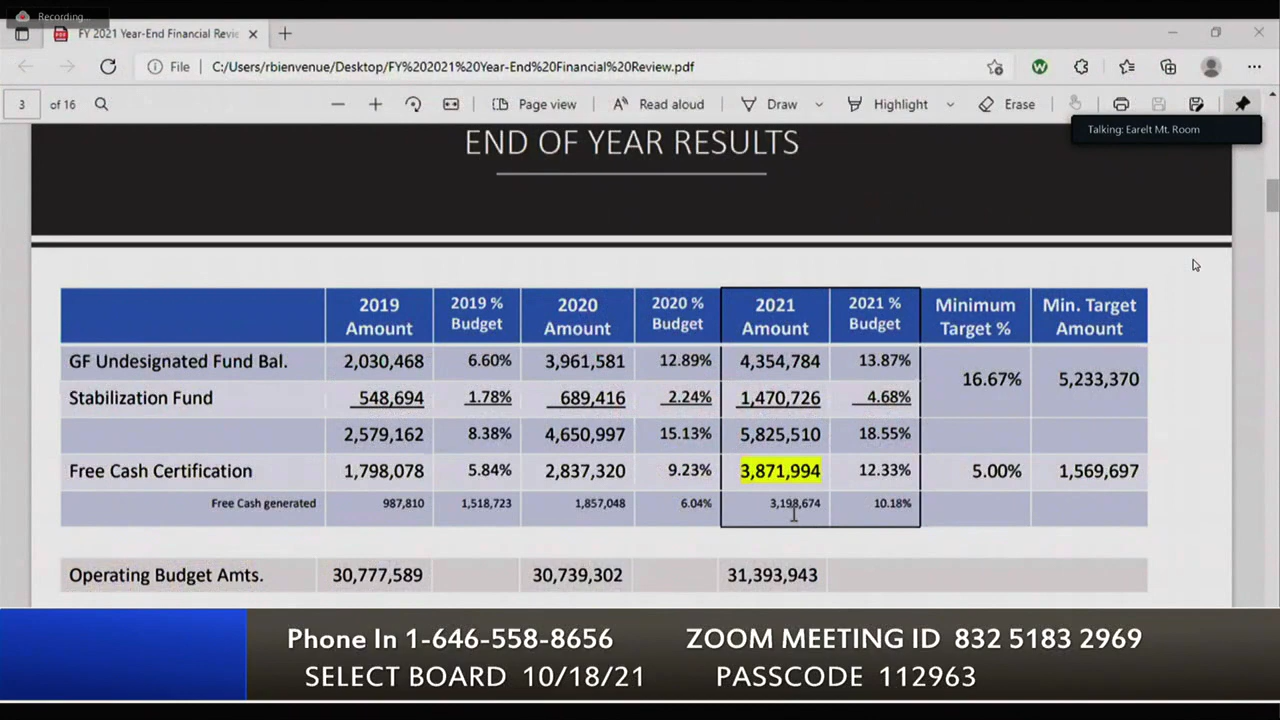 Recording...
FY 2021 Year-End Financial Revie
File C:/Users/rbienvenue/Desktop/FY%202021%20Year-End%20Financial%20Review.pdf
3 of 16 Page view Read aloud Draw Highlight Erase
Talking: Earelt Mt. Room
END OF YEAR RESULTS
2019 Amount 2019 % Budget 2020 Amount 2020 % Budget 2021 Amount 2021 % Budget Minimum Target % Min. Target Amount
GF Undesignated Fund Bal. 2,030,468 6.60% 3,961,581 12.89% 4,354,784 13.87% 16.67% 5,233,370
Stabilization Fund 548,694 1.78% 689,416 2.24% 1,470,726 4.68%
2,579,162 8.38% 4,650,997 15.13% 5,825,510 18.55%
Free Cash Certification 1,798,078 5.84% 2,837,320 9.23% 3,871,994 12.33% 5.00% 1,569,697
Free Cash generated 987,810 1,518,723 1,857,048 6.04% 3,198,674 10.18%
Operating Budget Amts. 30,777,589 30,739,302 31,393,943
Phone In 1-646-558-8656 ZOOM MEETING ID 832 5183 2969
SELECT BOARD 10/18/21 PASSCODE 112963